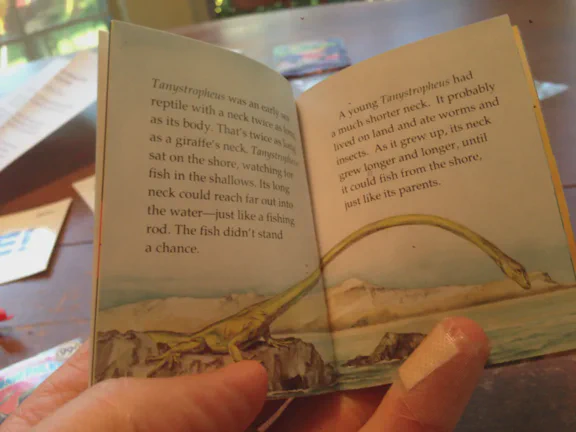 Tanystropheus was an early sea
reptile with a neck twice as long
as its body. That's twice as long
as a giraffe's neck. Tanystropheus
sat on the shore, watching for
fish in the shallows. Its long
neck could reach far out into
the water—just like a fishing
rod. The fish didn't stand
a chance.
A young Tanystropheus had
a much shorter neck. It probably
lived on land and ate worms and
insects. As it grew up, its neck
grew longer and longer, until
it could fish from the shore,
just like its parents.